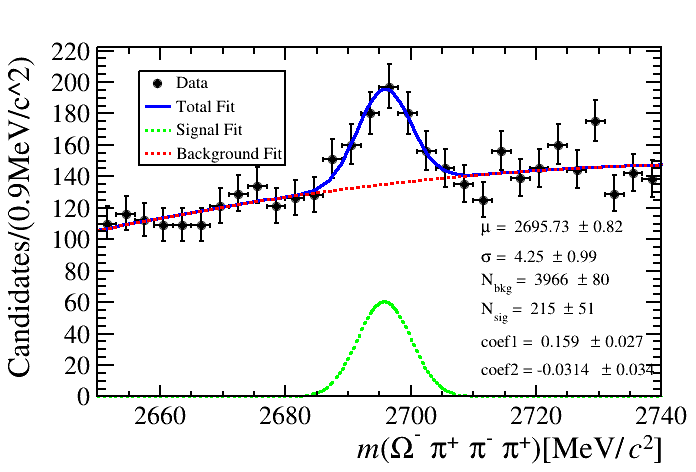 220
200
180
160
140
120
100
80
60
40
20
0
Candidates/(0.9MeV/c^2)
Data
Total Fit
Signal Fit
Background Fit
μ = 2695.73 ± 0.82
σ = 4.25 ± 0.99
N_bkg = 3966 ± 80
N_sig = 215 ± 51
coef1 = 0.159 ± 0.027
coef2 = -0.0314 ± 0.034
2660 2680 2700 2720 2740
m(Ω⁻ π⁺ π⁻ π⁺)[MeV/c²]